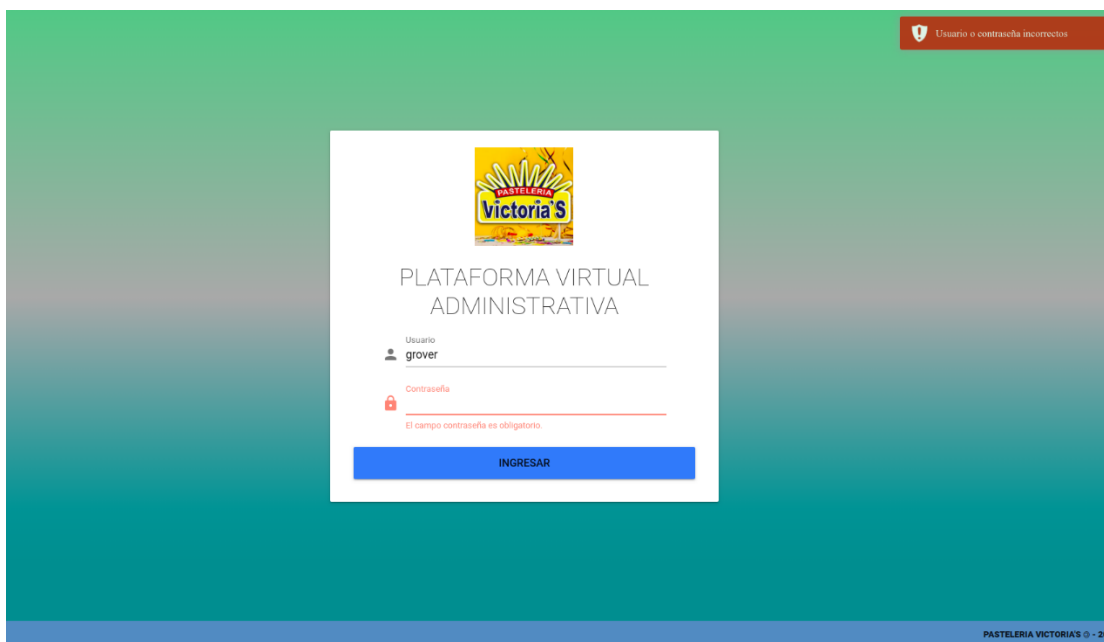 Usuario o contraseña incorrectos
PASTELERIA
Victoria'S
PLATAFORMA VIRTUAL
ADMINISTRATIVA
Usuario
grover
Contraseña
El campo contraseña es obligatorio.
INGRESAR
PASTELERIA VICTORIA'S © - 20